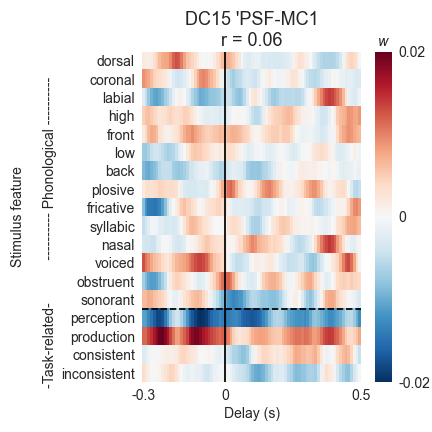 DC15 'PSF-MC1
r = 0.06
w
Stimulus feature
---------- Phonological ----------
-Task-related-
dorsal
coronal
labial
high
front
low
back
plosive
fricative
syllabic
nasal
voiced
obstruent
sonorant
perception
production
consistent
inconsistent
0.02
0
-0.02
-0.3
0
0.5
Delay (s)